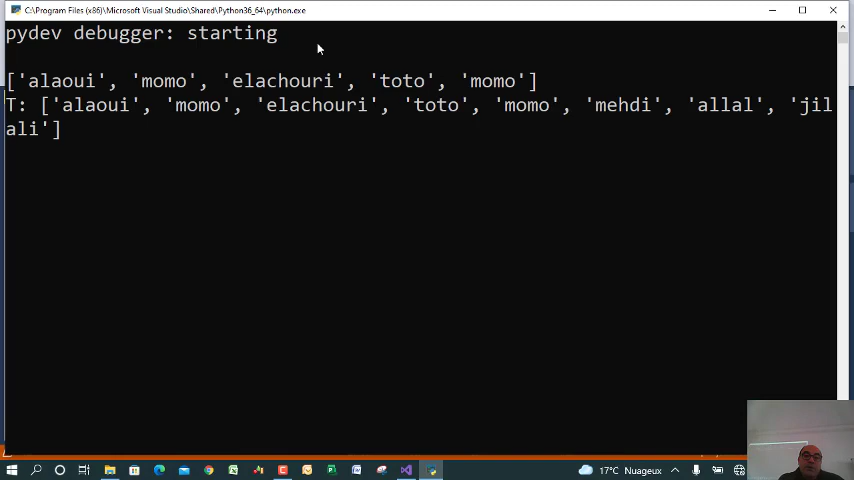 C:\Program Files (x86)\Microsoft Visual Studio\Shared\Python36_64\python.exe
pydev debugger: starting
['alaoui', 'momo', 'elachouri', 'toto', 'momo']
T: ['alaoui', 'momo', 'elachouri', 'toto', 'momo', 'mehdi', 'allal', 'jil
ali']
17°C Nuageux